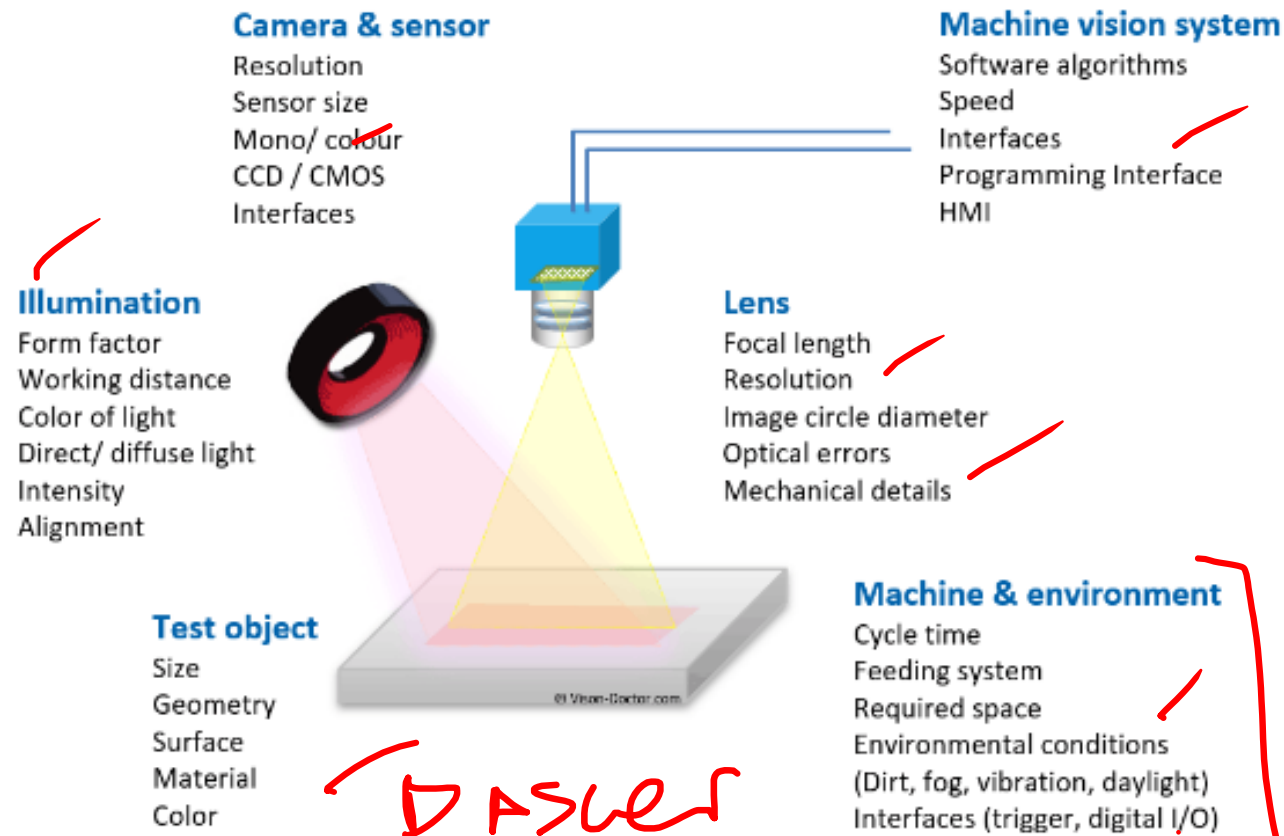 Camera & sensor
Resolution
Sensor size
Mono/ colour
CCD / CMOS
Interfaces
Machine vision system
Software algorithms
Speed
Interfaces
Programming Interface
HMI
Illumination
Form factor
Working distance
Color of light
Direct/ diffuse light
Intensity
Alignment
Lens
Focal length
Resolution
Image circle diameter
Optical errors
Mechanical details
Test object
Size
Geometry
Surface
Material
Color
© Vison-Doctor.com
Machine & environment
Cycle time
Feeding system
Required space
Environmental conditions
(Dirt, fog, vibration, daylight)
Interfaces (trigger, digital I/O)